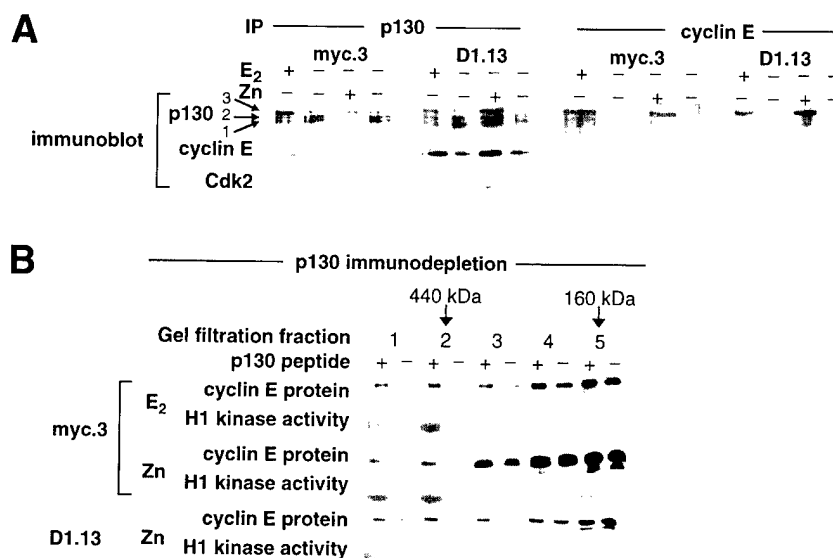 A
IP p130 cyclin E
myc.3 D1.13 myc.3 D1.13
E2 + − − − + − − − + − − − + − − −
Zn − − + − − − + − − − + − − − + −
3
p130 2
1
immunoblot
cyclin E
Cdk2
B
p130 immunodepletion
440 kDa 160 kDa
Gel filtration fraction 1 2 3 4 5
p130 peptide + − + − + − + − + −
myc.3
E2 cyclin E protein
H1 kinase activity
Zn cyclin E protein
H1 kinase activity
D1.13 Zn cyclin E protein
H1 kinase activity